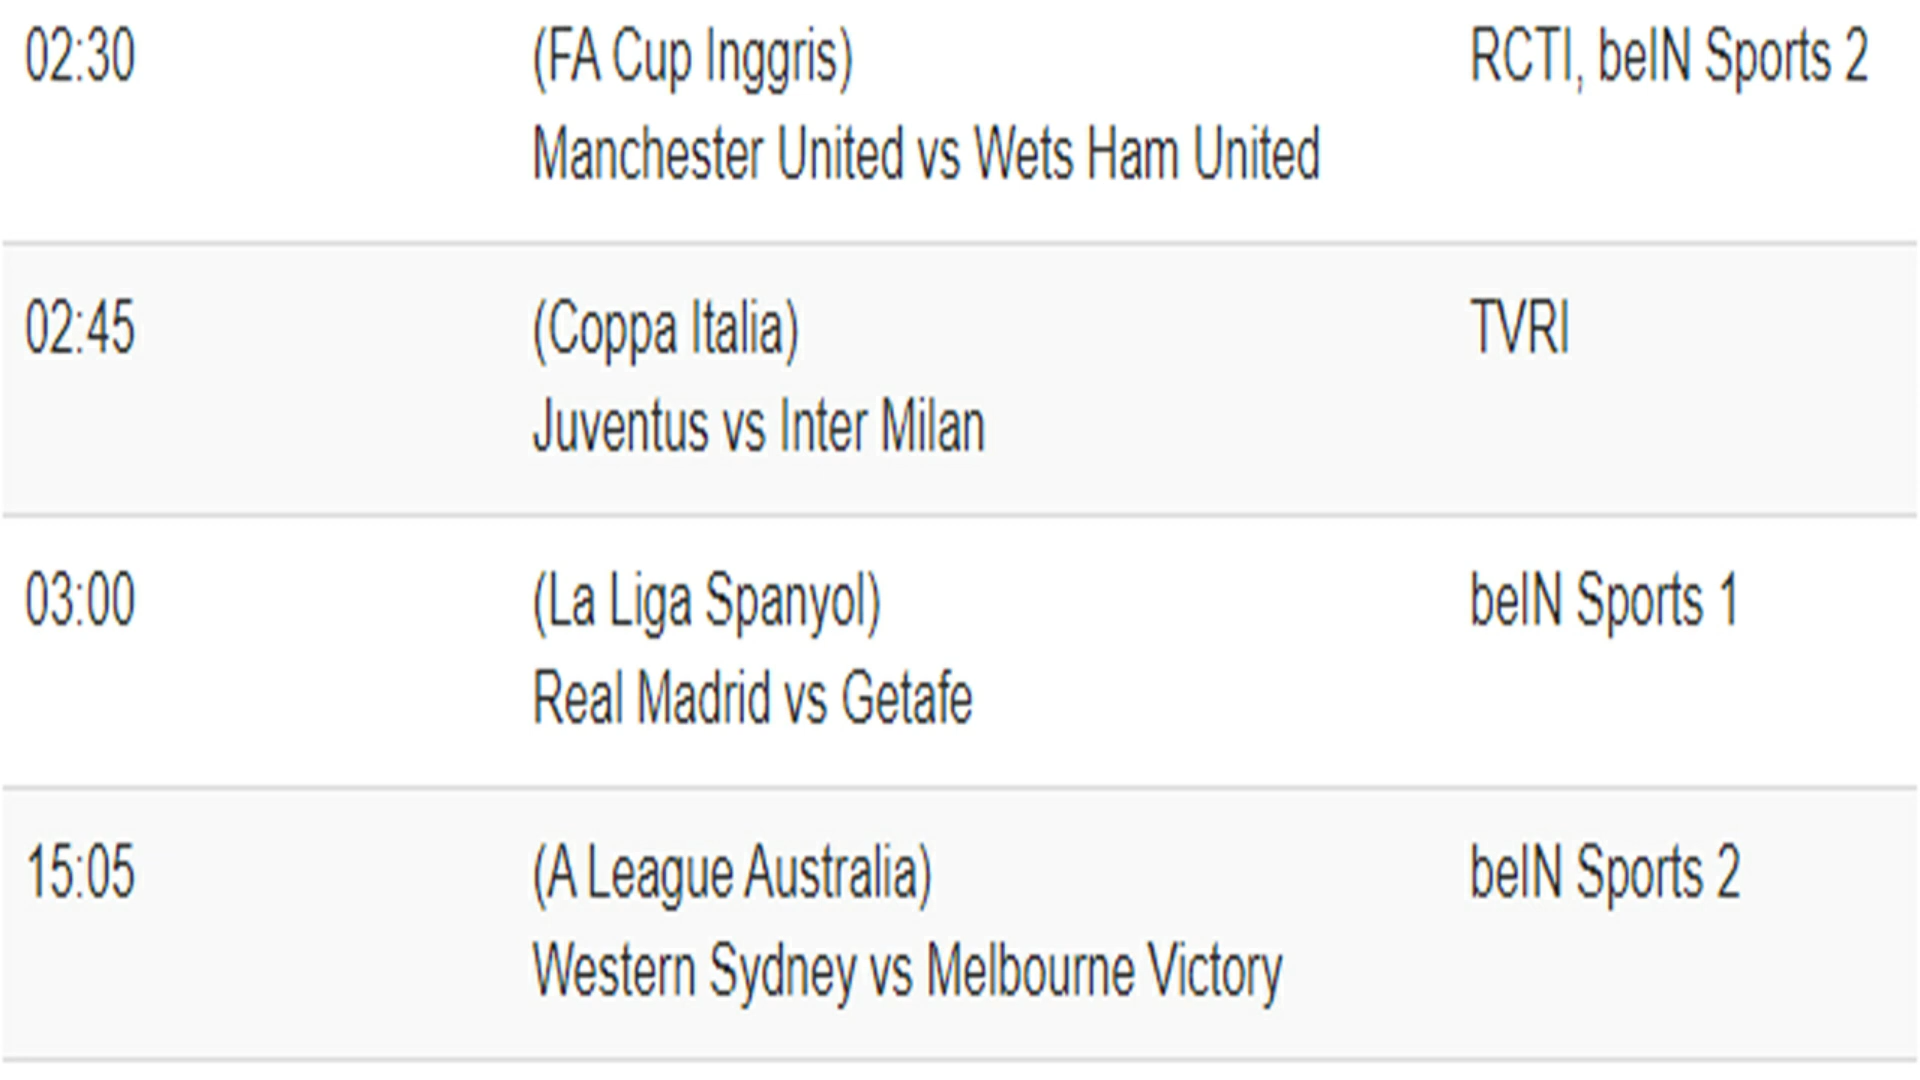 02:30 (FA Cup Inggris) RCTI, beIN Sports 2
Manchester United vs Wets Ham United
02:45 (Coppa Italia) TVRI
Juventus vs Inter Milan
03:00 (La Liga Spanyol) beIN Sports 1
Real Madrid vs Getafe
15:05 (A League Australia) beIN Sports 2
Western Sydney vs Melbourne Victory